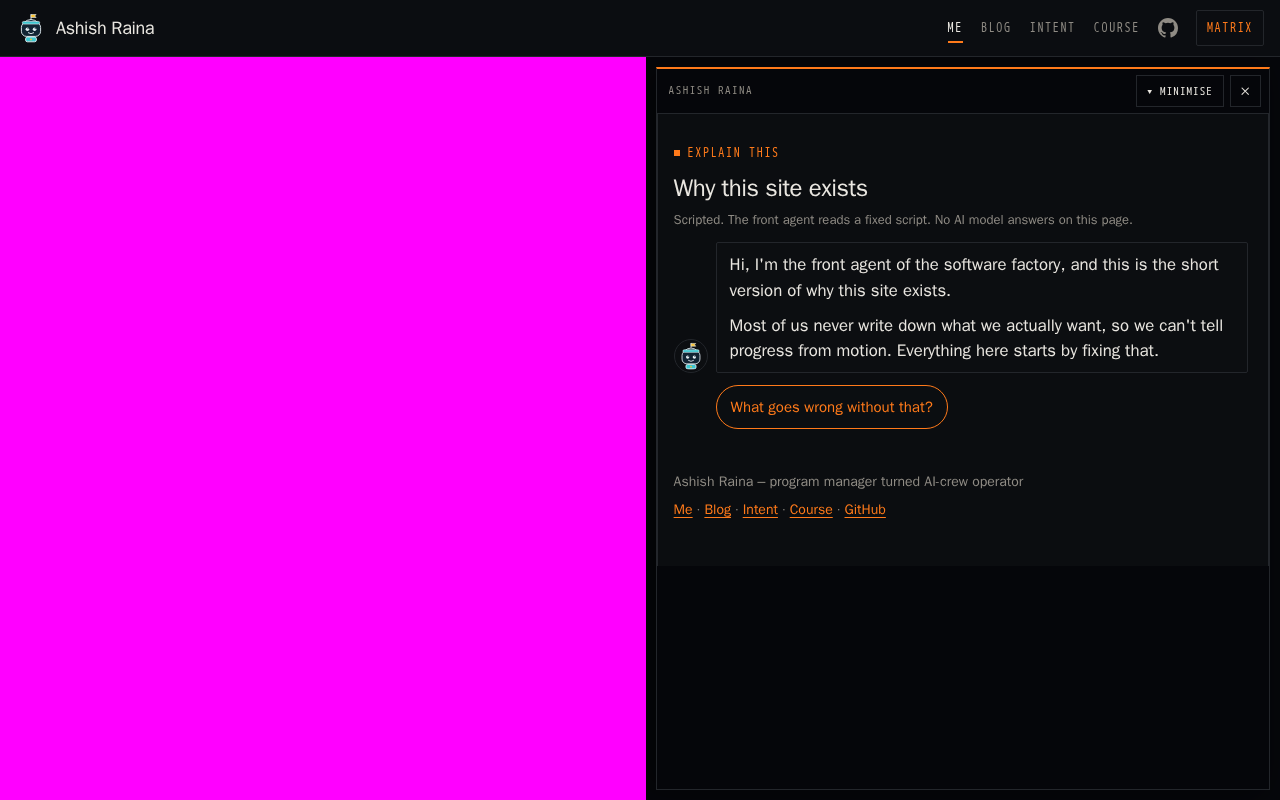 Ashish Raina
ME BLOG INTENT COURSE MATRIX
ASHISH RAINA
▾ MINIMISE ✕
EXPLAIN THIS
Why this site exists
Scripted. The front agent reads a fixed script. No AI model answers on this page.
Hi, I'm the front agent of the software factory, and this is the short
version of why this site exists.
Most of us never write down what we actually want, so we can't tell
progress from motion. Everything here starts by fixing that.
What goes wrong without that?
Ashish Raina – program manager turned AI-crew operator
Me · Blog · Intent · Course · GitHub